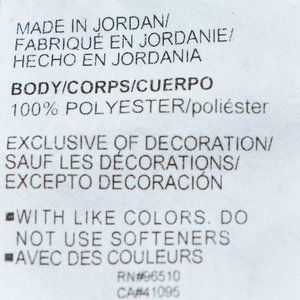 MADE IN JORDAN/
FABRIQUÉ EN JORDANIE/
HECHO EN JORDANIA
BODY/CORPS/CUERPO
100% POLYESTER/poliéster
EXCLUSIVE OF DECORATION/
SAUF LES DÉCORATIONS/
EXCEPTO DECORACIÓN
▪WITH LIKE COLORS. DO
NOT USE SOFTENERS
▪AVEC DES COULEURS
RN#96510
CA#41095